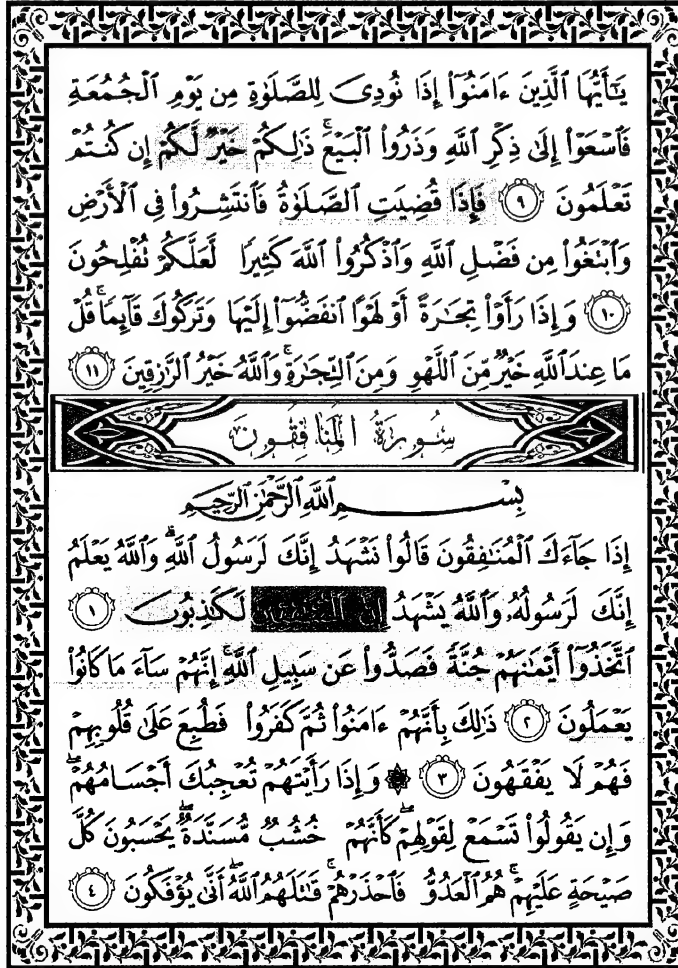 يَـٰٓأَيُّهَا ٱلَّذِينَ ءَامَنُوٓا۟ إِذَا نُودِىَ لِلصَّلَوٰةِ مِن يَوْمِ ٱلْجُمُعَةِ
فَٱسْعَوْا۟ إِلَىٰ ذِكْرِ ٱللَّهِ وَذَرُوا۟ ٱلْبَيْعَ ۚ ذَٰلِكُمْ خَيْرٌ لَّكُمْ إِن كُنتُمْ
تَعْلَمُونَ ٩ فَإِذَا قُضِيَتِ ٱلصَّلَوٰةُ فَٱنتَشِرُوا۟ فِى ٱلْأَرْضِ
وَٱبْتَغُوا۟ مِن فَضْلِ ٱللَّهِ وَٱذْكُرُوا۟ ٱللَّهَ كَثِيرًا لَّعَلَّكُمْ تُفْلِحُونَ
١٠ وَإِذَا رَأَوْا۟ تِجَـٰرَةً أَوْ لَهْوًا ٱنفَضُّوٓا۟ إِلَيْهَا وَتَرَكُوكَ قَآئِمًا ۚ قُلْ
مَا عِندَ ٱللَّهِ خَيْرٌ مِّنَ ٱللَّهْوِ وَمِنَ ٱلتِّجَـٰرَةِ ۚ وَٱللَّهُ خَيْرُ ٱلرَّٰزِقِينَ ١١
سُورَةُ الْمُنَافِقُونَ
بِسْمِ ٱللَّهِ ٱلرَّحْمَـٰنِ ٱلرَّحِيمِ
إِذَا جَآءَكَ ٱلْمُنَـٰفِقُونَ قَالُوا۟ نَشْهَدُ إِنَّكَ لَرَسُولُ ٱللَّهِ ۗ وَٱللَّهُ يَعْلَمُ
إِنَّكَ لَرَسُولُهُۥ وَٱللَّهُ يَشْهَدُ إِنَّ ٱلْمُنَـٰفِقِينَ لَكَـٰذِبُونَ ١
ٱتَّخَذُوٓا۟ أَيْمَـٰنَهُمْ جُنَّةً فَصَدُّوا۟ عَن سَبِيلِ ٱللَّهِ ۚ إِنَّهُمْ سَآءَ مَا كَانُوا۟
يَعْمَلُونَ ٢ ذَٰلِكَ بِأَنَّهُمْ ءَامَنُوا۟ ثُمَّ كَفَرُوا۟ فَطُبِعَ عَلَىٰ قُلُوبِهِمْ
فَهُمْ لَا يَفْقَهُونَ ٣ ۞ وَإِذَا رَأَيْتَهُمْ تُعْجِبُكَ أَجْسَامُهُمْ ۖ
وَإِن يَقُولُوا۟ تَسْمَعْ لِقَوْلِهِمْ ۖ كَأَنَّهُمْ خُشُبٌ مُّسَنَّدَةٌ ۖ يَحْسَبُونَ كُلَّ
صَيْحَةٍ عَلَيْهِمْ ۚ هُمُ ٱلْعَدُوُّ فَٱحْذَرْهُمْ ۚ قَـٰتَلَهُمُ ٱللَّهُ ۖ أَنَّىٰ يُؤْفَكُونَ ٤